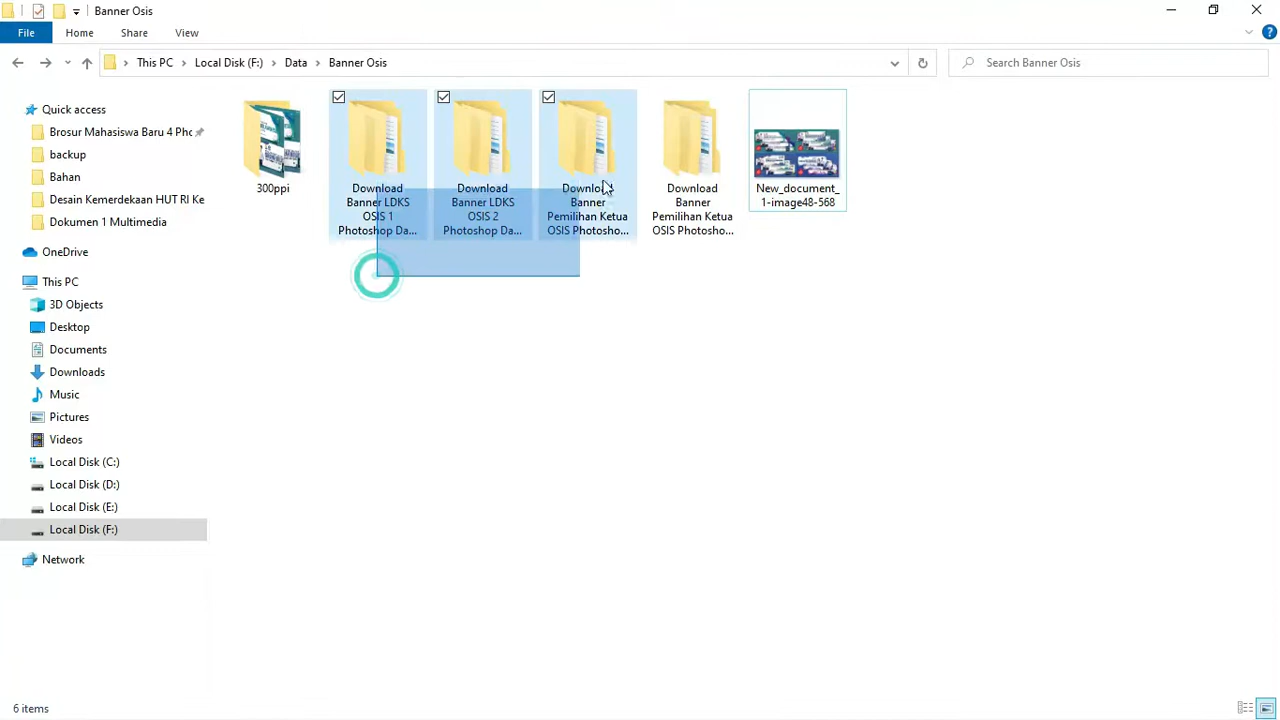 Banner Osis
File
Home
Share
View
This PC
Local Disk (F:)
Data
Banner Osis
Search Banner Osis
Quick access
Brosur Mahasiswa Baru 4 Phc
backup
Bahan
Desain Kemerdekaan HUT RI Ke
Dokumen 1 Multimedia
OneDrive
This PC
3D Objects
Desktop
Documents
Downloads
Music
Pictures
Videos
Local Disk (C:)
Local Disk (D:)
Local Disk (E:)
Local Disk (F:)
Network
300ppi
Download
Banner LDKS
OSIS 1
Photoshop Da...
Download
Banner LDKS
OSIS 2
Photoshop Da...
Download
Banner
Pemilihan Ketua
OSIS Photosho...
Download
Banner
Pemilihan Ketua
OSIS Photosho...
New_document_
1-image48-568
6 items